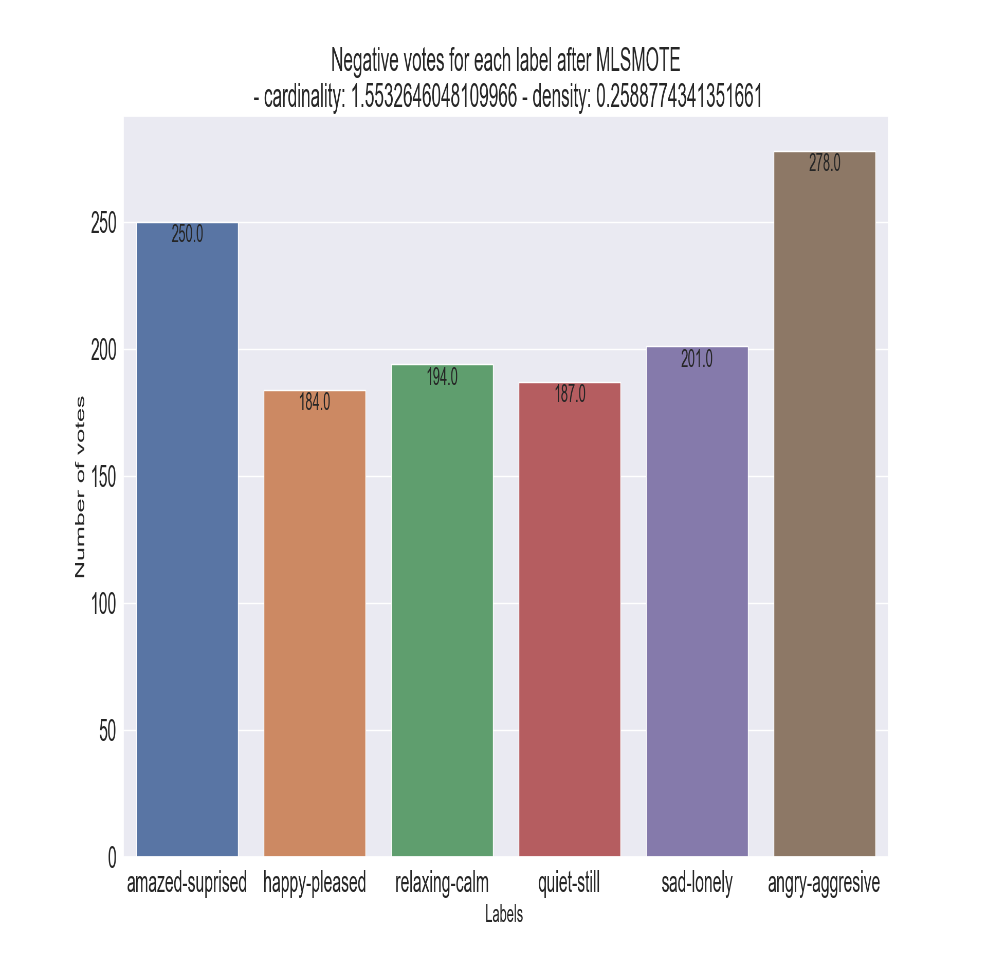 Negative votes for each label after MLSMOTE
- cardinality: 1.5532646048109966 - density: 0.2588774341351661
278.0
250
250.0
200
201.0
194.0
187.0
184.0
Number of votes
150
100
50
0
amazed-suprised happy-pleased relaxing-calm quiet-still sad-lonely angry-aggresive
Labels